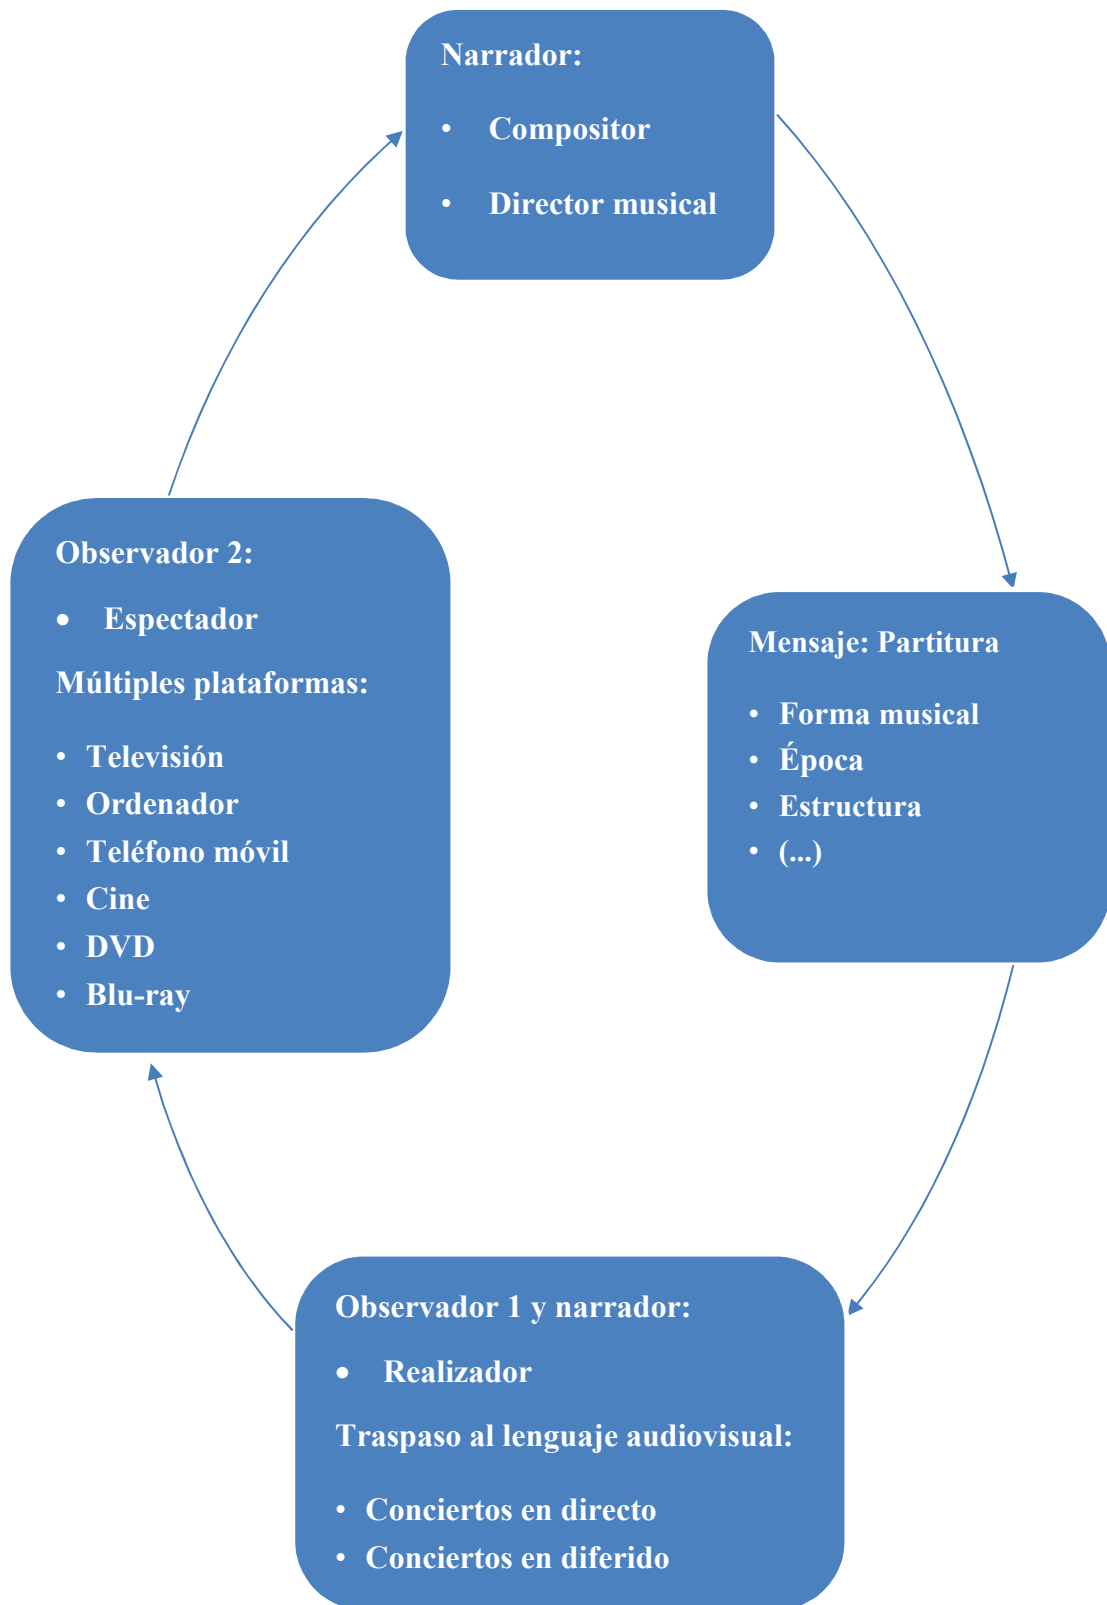 Narrador:
• Compositor
• Director musical
Mensaje: Partitura
• Forma musical
• Época
• Estructura
• (...)
Observador 1 y narrador:
• Realizador
Traspaso al lenguaje audiovisual:
• Conciertos en directo
• Conciertos en diferido
Observador 2:
• Espectador
Múltiples plataformas:
• Televisión
• Ordenador
• Teléfono móvil
• Cine
• DVD
• Blu-ray